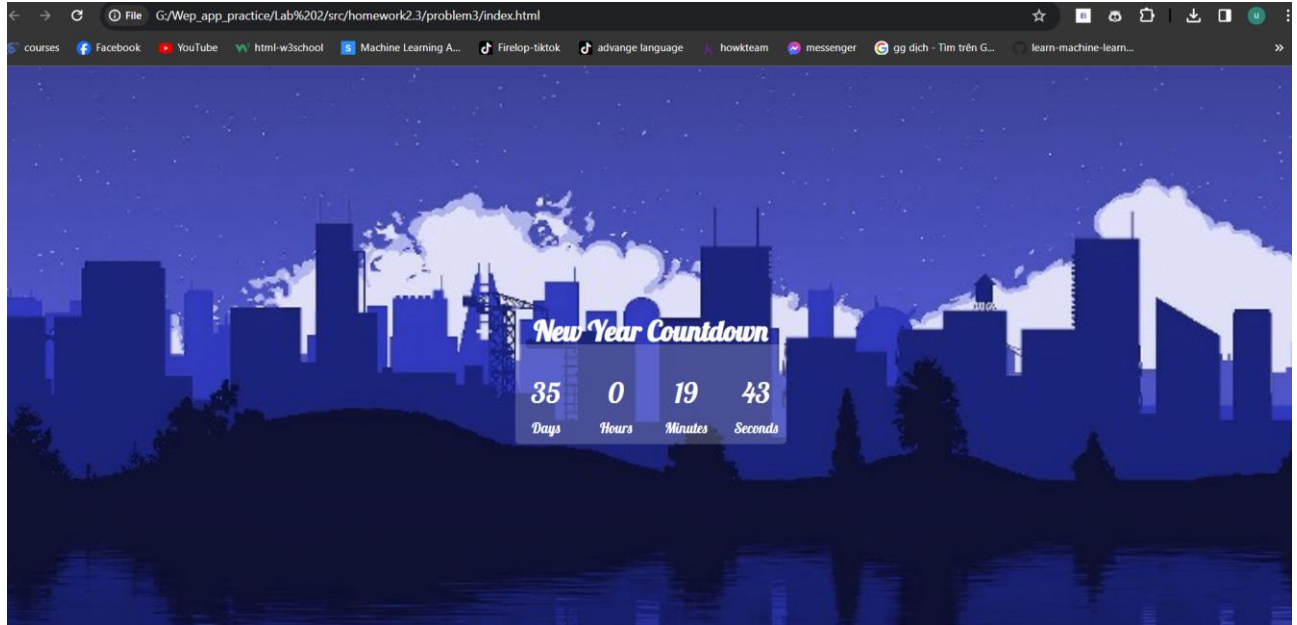 File G:/Wep_app_practice/Lab%202/src/homework2.3/problem3/index.html
courses Facebook YouTube html-w3school Machine Learning A... Firelop-tiktok advange language howkteam messenger gg dịch - Tìm trên G... learn-machine-learn... »
New Year Countdown
35 0 19 43
Days Hours Minutes Seconds